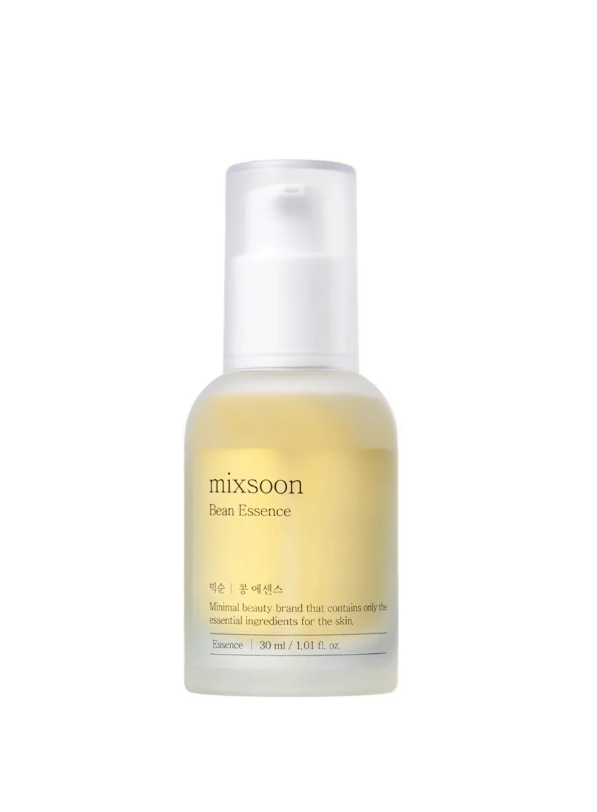 mixsoon
Bean Essence
믹순 | 콩 에센스
Minimal beauty brand that contains only the
essential ingredients for the skin.
Essence | 30 ml / 1.01 fl. oz.